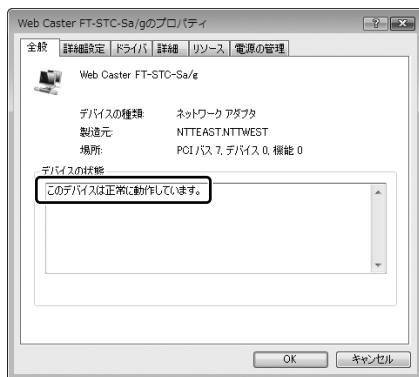 Web Caster FT-STC-Sa/gのプロパティ
全般 詳細設定 ドライバ 詳細 リソース 電源の管理
Web Caster FT-STC-Sa/g
デバイスの種類: ネットワーク アダプタ
製造元: NTTEAST.NTTWEST
場所: PCI バス 7, デバイス 0, 機能 0
デバイスの状態
このデバイスは正常に動作しています。
OK キャンセル